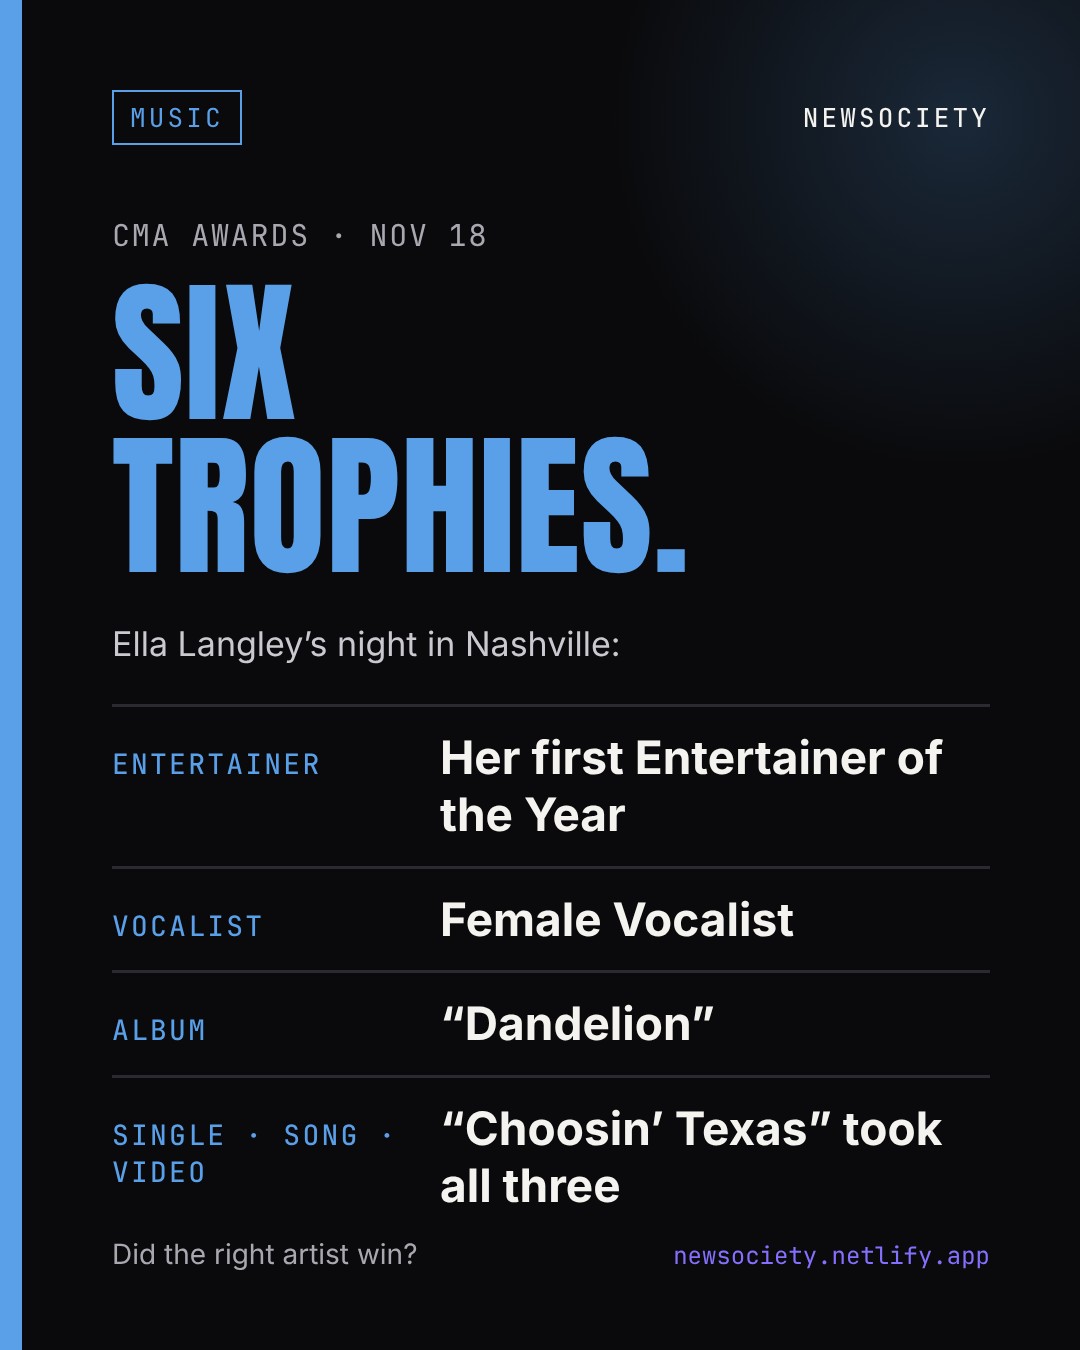 MUSIC
NEWSOCIETY
CMA AWARDS · NOV 18
SIX
TROPHIES.
Ella Langley’s night in Nashville:
ENTERTAINER
Her first Entertainer of
the Year
VOCALIST
Female Vocalist
ALBUM
“Dandelion”
SINGLE · SONG ·
VIDEO
“Choosin’ Texas” took
all three
Did the right artist win?
newsociety.netlify.app